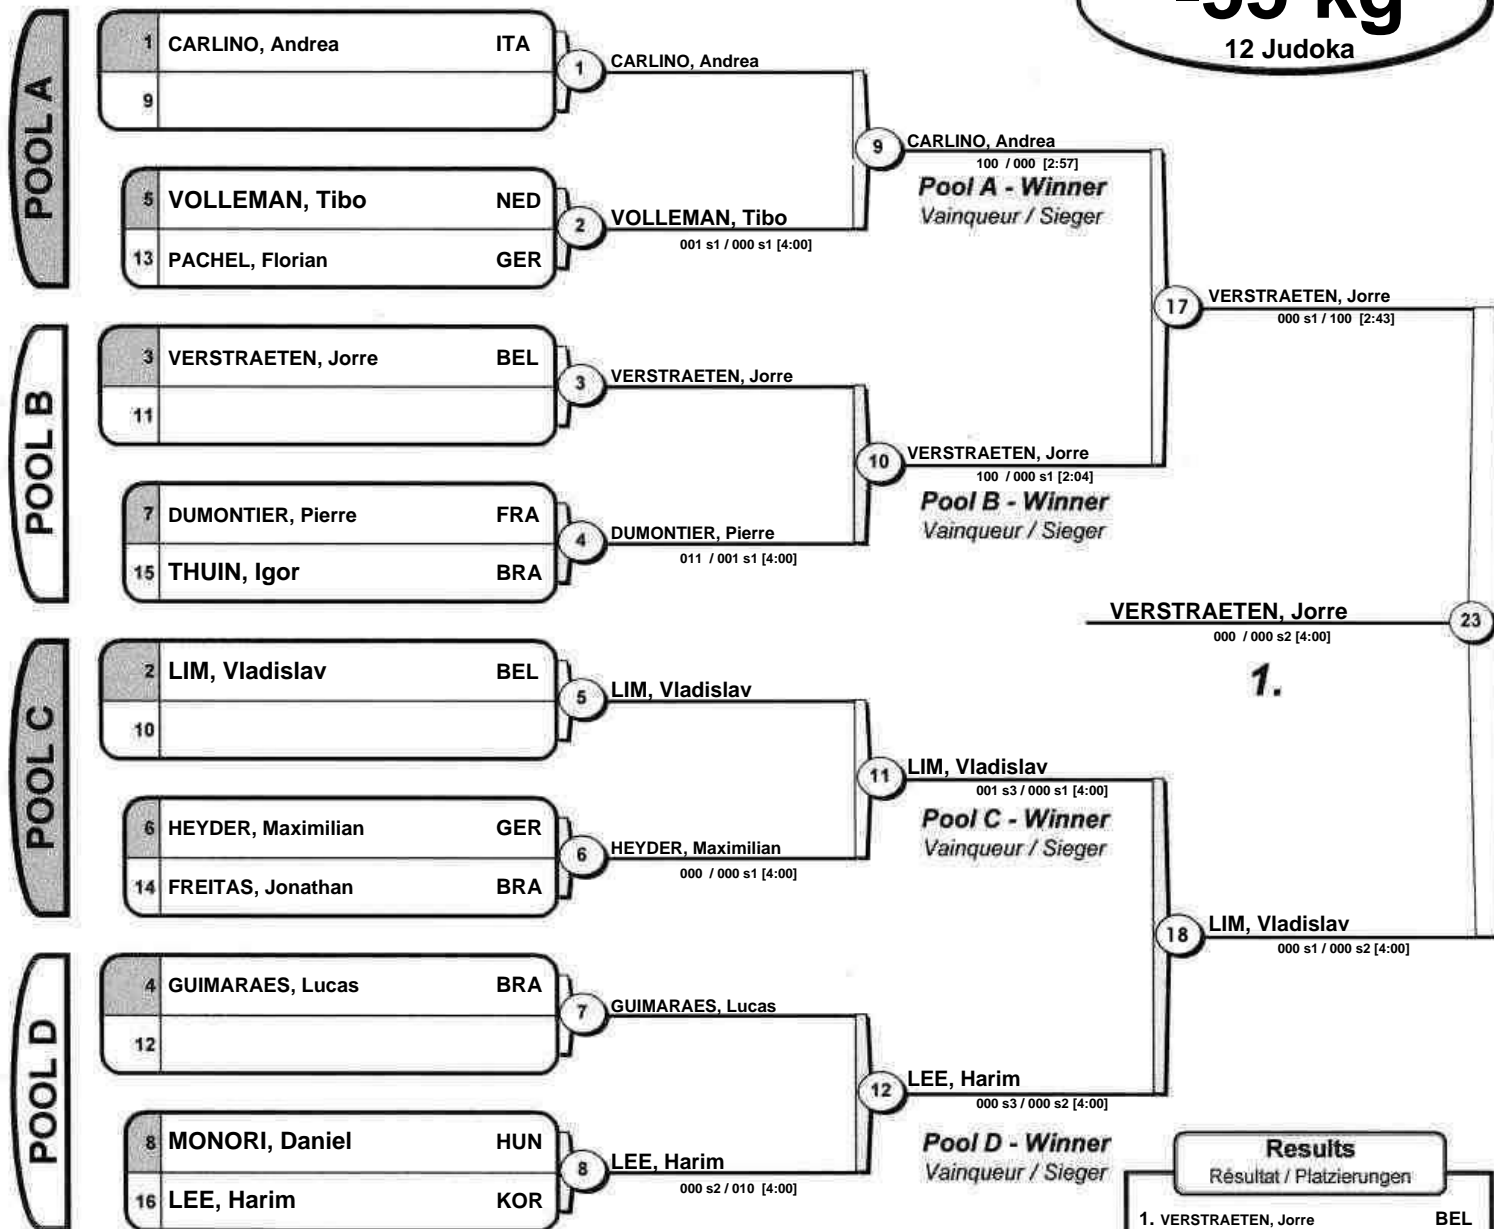 -55 kg
12 Judoka
POOL A
1 CARLINO, Andrea ITA
9
1 CARLINO, Andrea
5 VOLLEMAN, Tibo NED
13 PACHEL, Florian GER
2 VOLLEMAN, Tibo
001 s1 / 000 s1 [4:00]
9 CARLINO, Andrea
100 / 000 [2:57]
Pool A - Winner
Vainqueur / Sieger
POOL B
3 VERSTRAETEN, Jorre BEL
11
3 VERSTRAETEN, Jorre
7 DUMONTIER, Pierre FRA
15 THUIN, Igor BRA
4 DUMONTIER, Pierre
011 / 001 s1 [4:00]
10 VERSTRAETEN, Jorre
100 / 000 s1 [2:04]
Pool B - Winner
Vainqueur / Sieger
17 VERSTRAETEN, Jorre
000 s1 / 100 [2:43]
VERSTRAETEN, Jorre 23
000 / 000 s2 [4:00]
1.
POOL C
2 LIM, Vladislav BEL
10
5 LIM, Vladislav
6 HEYDER, Maximilian GER
14 FREITAS, Jonathan BRA
6 HEYDER, Maximilian
000 / 000 s1 [4:00]
11 LIM, Vladislav
001 s3 / 000 s1 [4:00]
Pool C - Winner
Vainqueur / Sieger
18 LIM, Vladislav
000 s1 / 000 s2 [4:00]
POOL D
4 GUIMARAES, Lucas BRA
12
7 GUIMARAES, Lucas
8 MONORI, Daniel HUN
16 LEE, Harim KOR
8 LEE, Harim
000 s2 / 010 [4:00]
12 LEE, Harim
000 s3 / 000 s2 [4:00]
Pool D - Winner
Vainqueur / Sieger
Results
Résultat / Platzierungen
1. VERSTRAETEN, Jorre BEL